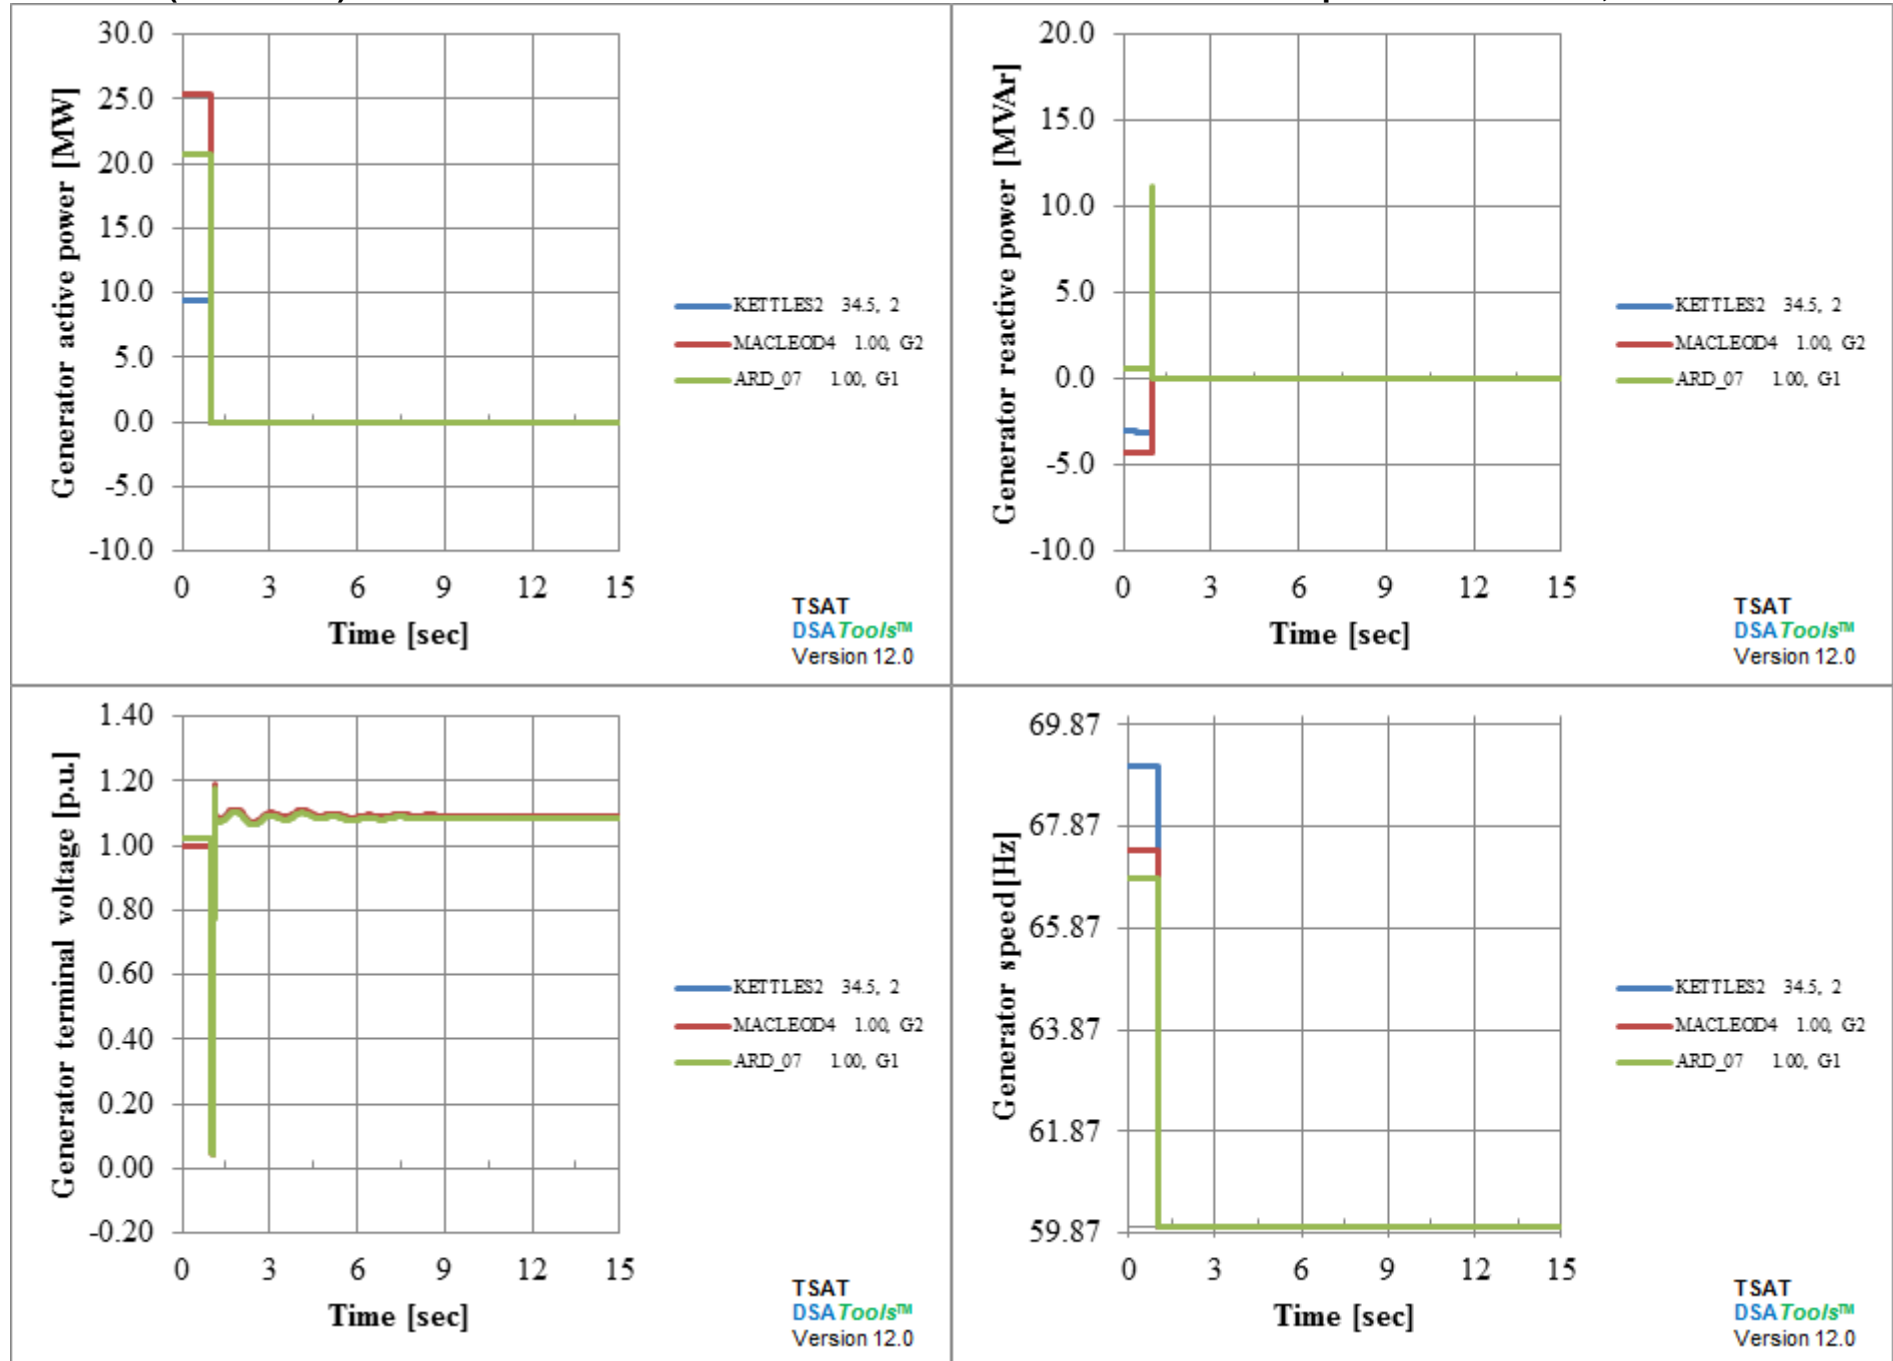 30.0
25.0
20.0
15.0
10.0
5.0
0.0
-5.0
-10.0
Generator active power [MW]
0 3 6 9 12 15
Time [sec]
KETTLES2 34.5, 2
MACLEOD4 1.00, G2
ARD_07 1.00, G1
TSAT
DSATools™
Version 12.0
20.0
15.0
10.0
5.0
0.0
-5.0
-10.0
Generator reactive power [MVAr]
0 3 6 9 12 15
Time [sec]
KETTLES2 34.5, 2
MACLEOD4 1.00, G2
ARD_07 1.00, G1
TSAT
DSATools™
Version 12.0
1.40
1.20
1.00
0.80
0.60
0.40
0.20
0.00
-0.20
Generator terminal voltage [p.u.]
0 3 6 9 12 15
Time [sec]
KETTLES2 34.5, 2
MACLEOD4 1.00, G2
ARD_07 1.00, G1
TSAT
DSATools™
Version 12.0
69.87
67.87
65.87
63.87
61.87
59.87
Generator speed[Hz]
0 3 6 9 12 15
Time [sec]
KETTLES2 34.5, 2
MACLEOD4 1.00, G2
ARD_07 1.00, G1
TSAT
DSATools™
Version 12.0